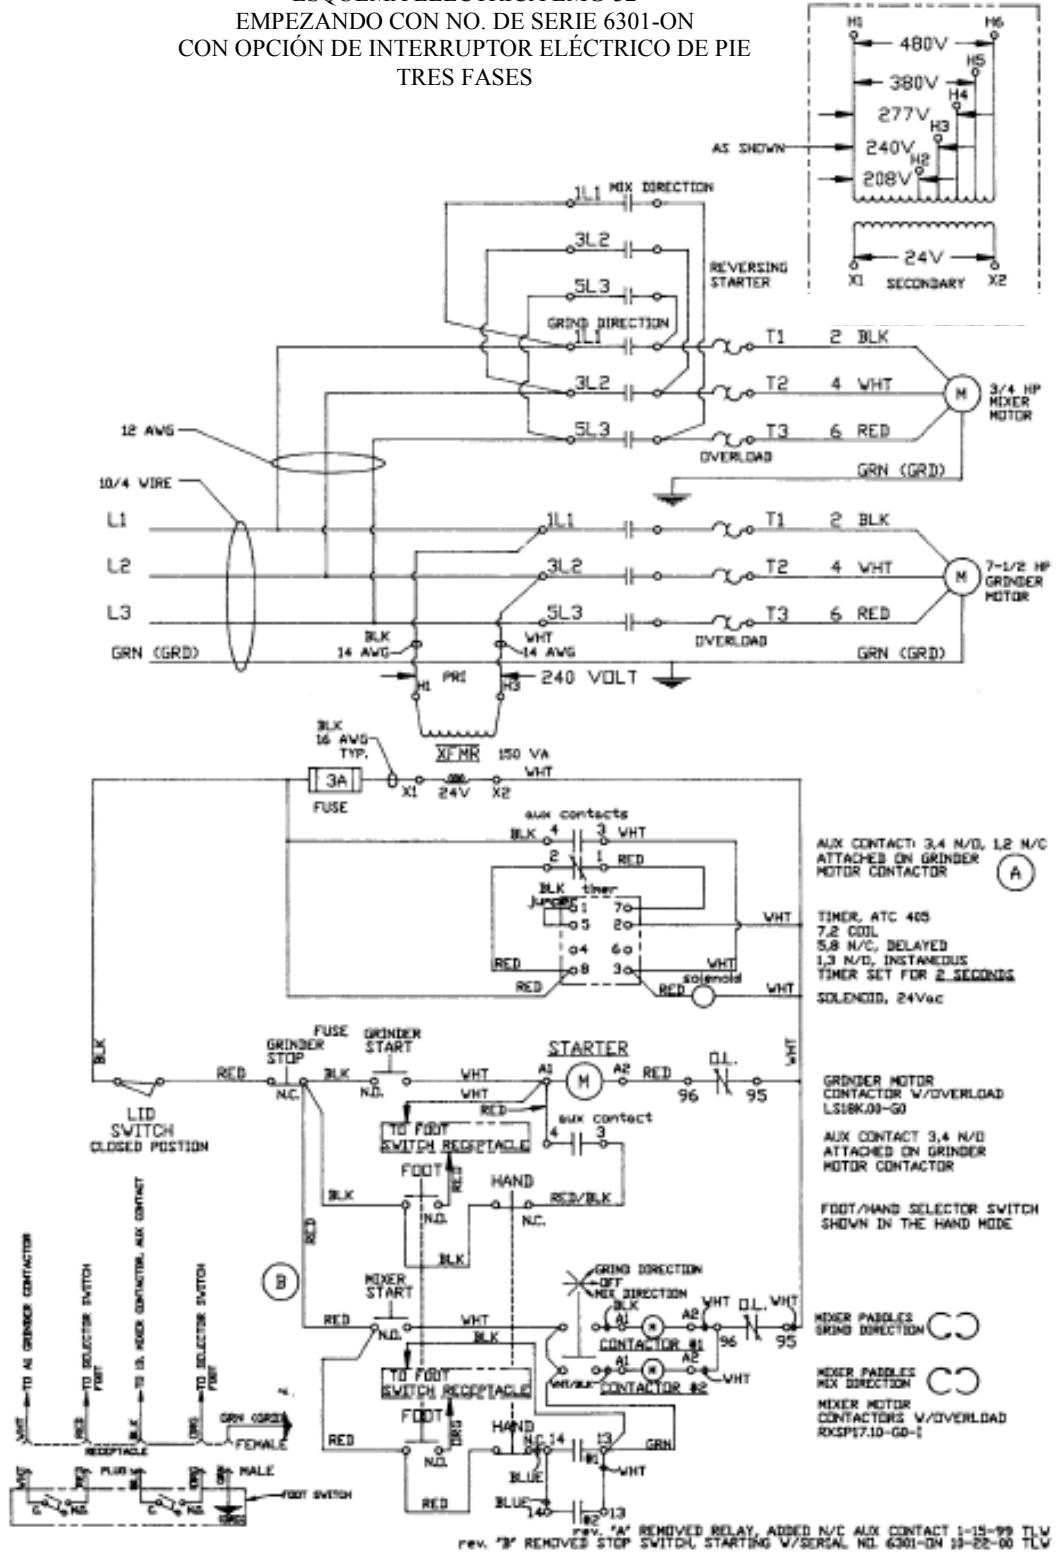 EMPEZANDO CON NO. DE SERIE 6301-ON
CON OPCIÓN DE INTERRUPTOR ELÉCTRICO DE PIE
TRES FASES
H1
H6
480V
H5
380V
H4
277V
H3
AS SHOWN
240V
H2
208V
24V
X1
SECONDARY
X2
1L1
MIX DIRECTION
3L2
REVERSING
STARTER
5L3
GRIND DIRECTION
1L1
T1
2 BLK
3L2
T2
4 WHT
M
3/4 HP
MIXER
MOTOR
5L3
T3
6 RED
OVERLOAD
GRN (GRD)
12 AWG
10/4 WIRE
L1
1L1
T1
2 BLK
L2
3L2
T2
4 WHT
M
7-1/2 HP
GRINDER
MOTOR
L3
5L3
T3
6 RED
OVERLOAD
BLK
14 AWG
WHT
14 AWG
GRN (GRD)
GRN (GRD)
H1
PRI
H3
240 VOLT
XFMR
150 VA
BLK
16 AWG
TYP.
3A
FUSE
X1
24V
X2
WHT
aux contacts
BLK
4
3
WHT
2
1
RED
BLK
jumper
timer
1
7
5
2
WHT
4
6
RED
8
3
WHT
RED
solenoid
RED
WHT
AUX CONTACT: 3,4 N/O, 1,2 N/C
ATTACHED ON GRINDER
MOTOR CONTACTOR
A
TIMER, ATC 405
7,2 COIL
5,8 N/C, DELAYED
1,3 N/O, INSTANEOUS
TIMER SET FOR 2 SECONDS
SOLENOID, 24Vac
BLK
WHT
RED
GRINDER
STOP
N.C.
FUSE
BLK
GRINDER
START
N.O.
WHT
WHT
STARTER
A1
M
A2
RED
96
O.L.
95
LID
SWITCH
CLOSED POSTION
RED
aux contact
4
3
TO FOOT
SWITCH RECEPTACLE
FOOT
RED
HAND
BLK
N.O.
N.C.
RED/BLK
BLK
GRINDER MOTOR
CONTACTOR W/OVERLOAD
LS18K.00-G0
AUX CONTACT 3,4 N/O
ATTACHED ON GRINDER
MOTOR CONTACTOR
FOOT/HAND SELECTOR SWITCH
SHOWN IN THE HAND MODE
RED
B
MIXER
START
RED
N.O.
WHT
BLK
GRIND DIRECTION
OFF
MIX DIRECTION
BLK
A1
A2
WHT
O.L.
WHT
CONTACTOR #1
96
95
WHT/BLK
A1
A2
WHT
CONTACTOR #2
MIXER PADDLES
GRIND DIRECTION
MIXER PADDLES
MIX DIRECTION
MIXER MOTOR
CONTACTORS W/OVERLOAD
TO FOOT
SWITCH RECEPTACLE
FOOT
ORG
HAND
RED
N.O.
N.C.
14
13
GRN
BLUE
#1
WHT
RED
BLUE
14
#2
13
TO A1 GRINDER CONTACTOR
TO SELECTOR SWITCH
FOOT
TO SELECTOR SWITCH
FOOT
WHT
RED
BLK
ORG
GRN (GRD)
FEMALE
RECEPTACLE
PLUG
MALE
WHT
RED
BLK
ORG
GRN
C
N.O.
C
N.O.
FOOT SWITCH
rev. "A" REMOVED RELAY, ADDED N/C AUX CONTACT 1-15-99 TLW
rev. "B" REMOVED STOP SWITCH, STARTING W/SERIAL NO. 6301-ON 10-22-00 TLW